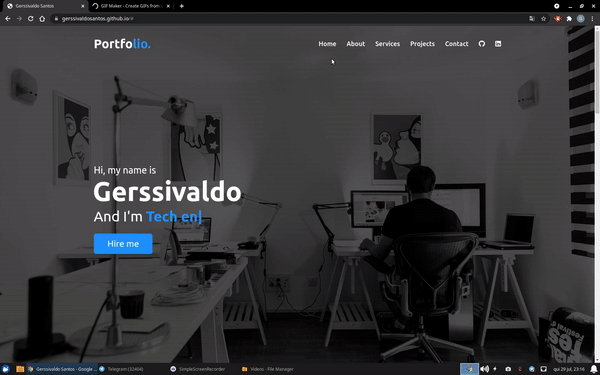 Gerssivaldo Santos
GIF Maker - Create GIFs from
gerssivaldosantos.github.io/#
Portfolio.
Home About Services Projects Contact
Hi, my name is
Gerssivaldo
And I'm Tech en|
Hire me
Gerssivaldo Santos - Google
Telegram (32404)
SimpleScreenRecorder
Videos - File Manager
qui 29 jul, 23:16